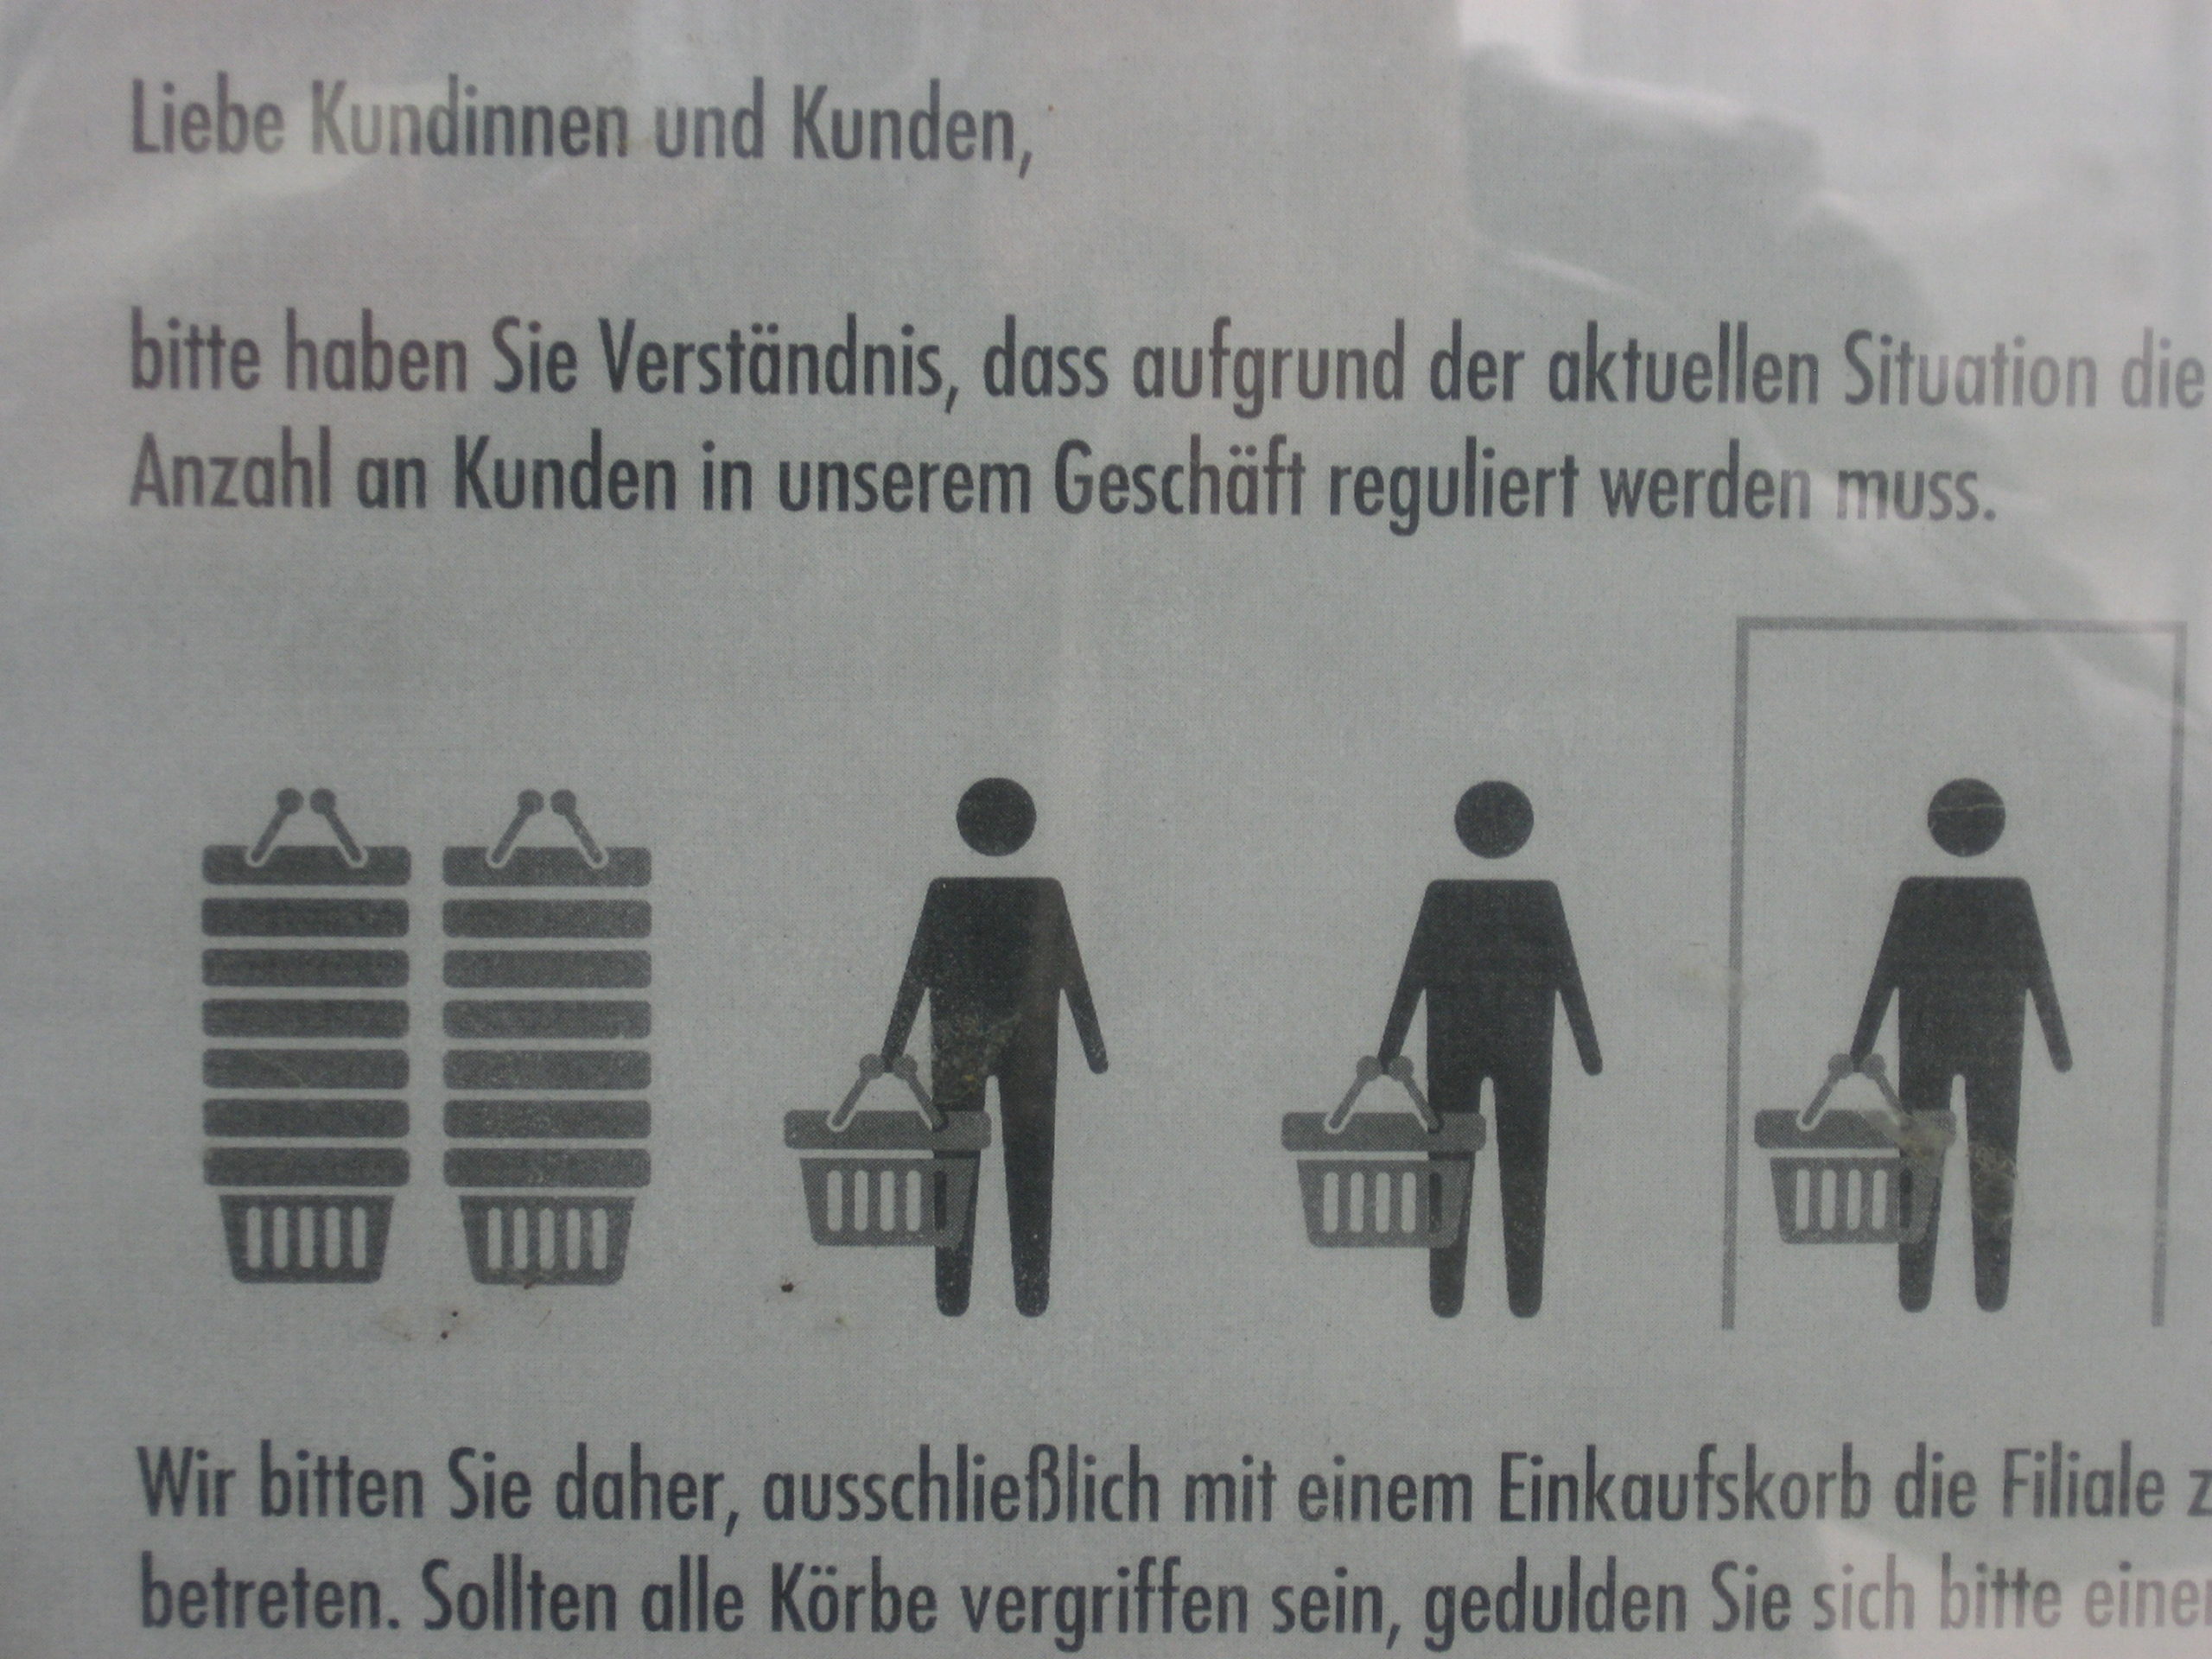 Liebe Kundinnen und Kunden,
bitte haben Sie Verständnis, dass aufgrund der aktuellen Situation die
Anzahl an Kunden in unserem Geschäft reguliert werden muss.
Wir bitten Sie daher, ausschließlich mit einem Einkaufskorb die Filiale z
betreten. Sollten alle Körbe vergriffen sein, gedulden Sie sich bitte einen